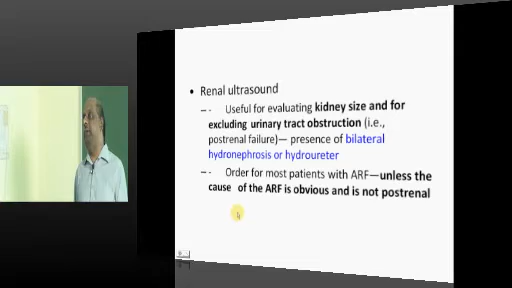 • Renal ultrasound
– - Useful for evaluating kidney size and for
excluding urinary tract obstruction (i.e.,
postrenal failure)— presence of bilateral
hydronephrosis or hydroureter
– - Order for most patients with ARF—unless the
cause of the ARF is obvious and is not postrenal